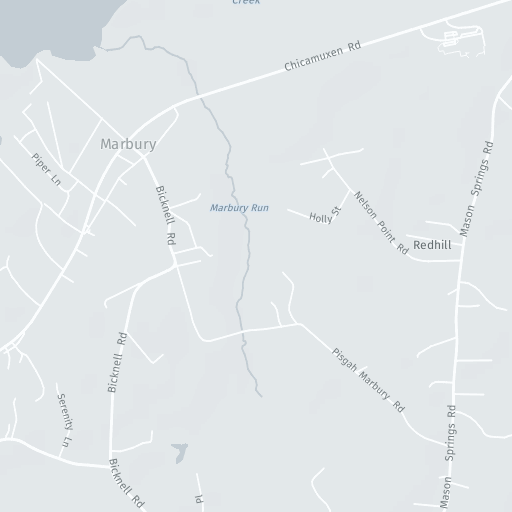 Creek
Chicamuxen Rd
Marbury
Piper Ln
Mason Springs Rd
Bicknell Rd
Marbury Run
Holly St
Nelson Point Rd
Redhill
Bicknell Rd
Pisgah Marbury Rd
Serenity Ln
Mason Springs Rd
Bicknell Rd
Pl